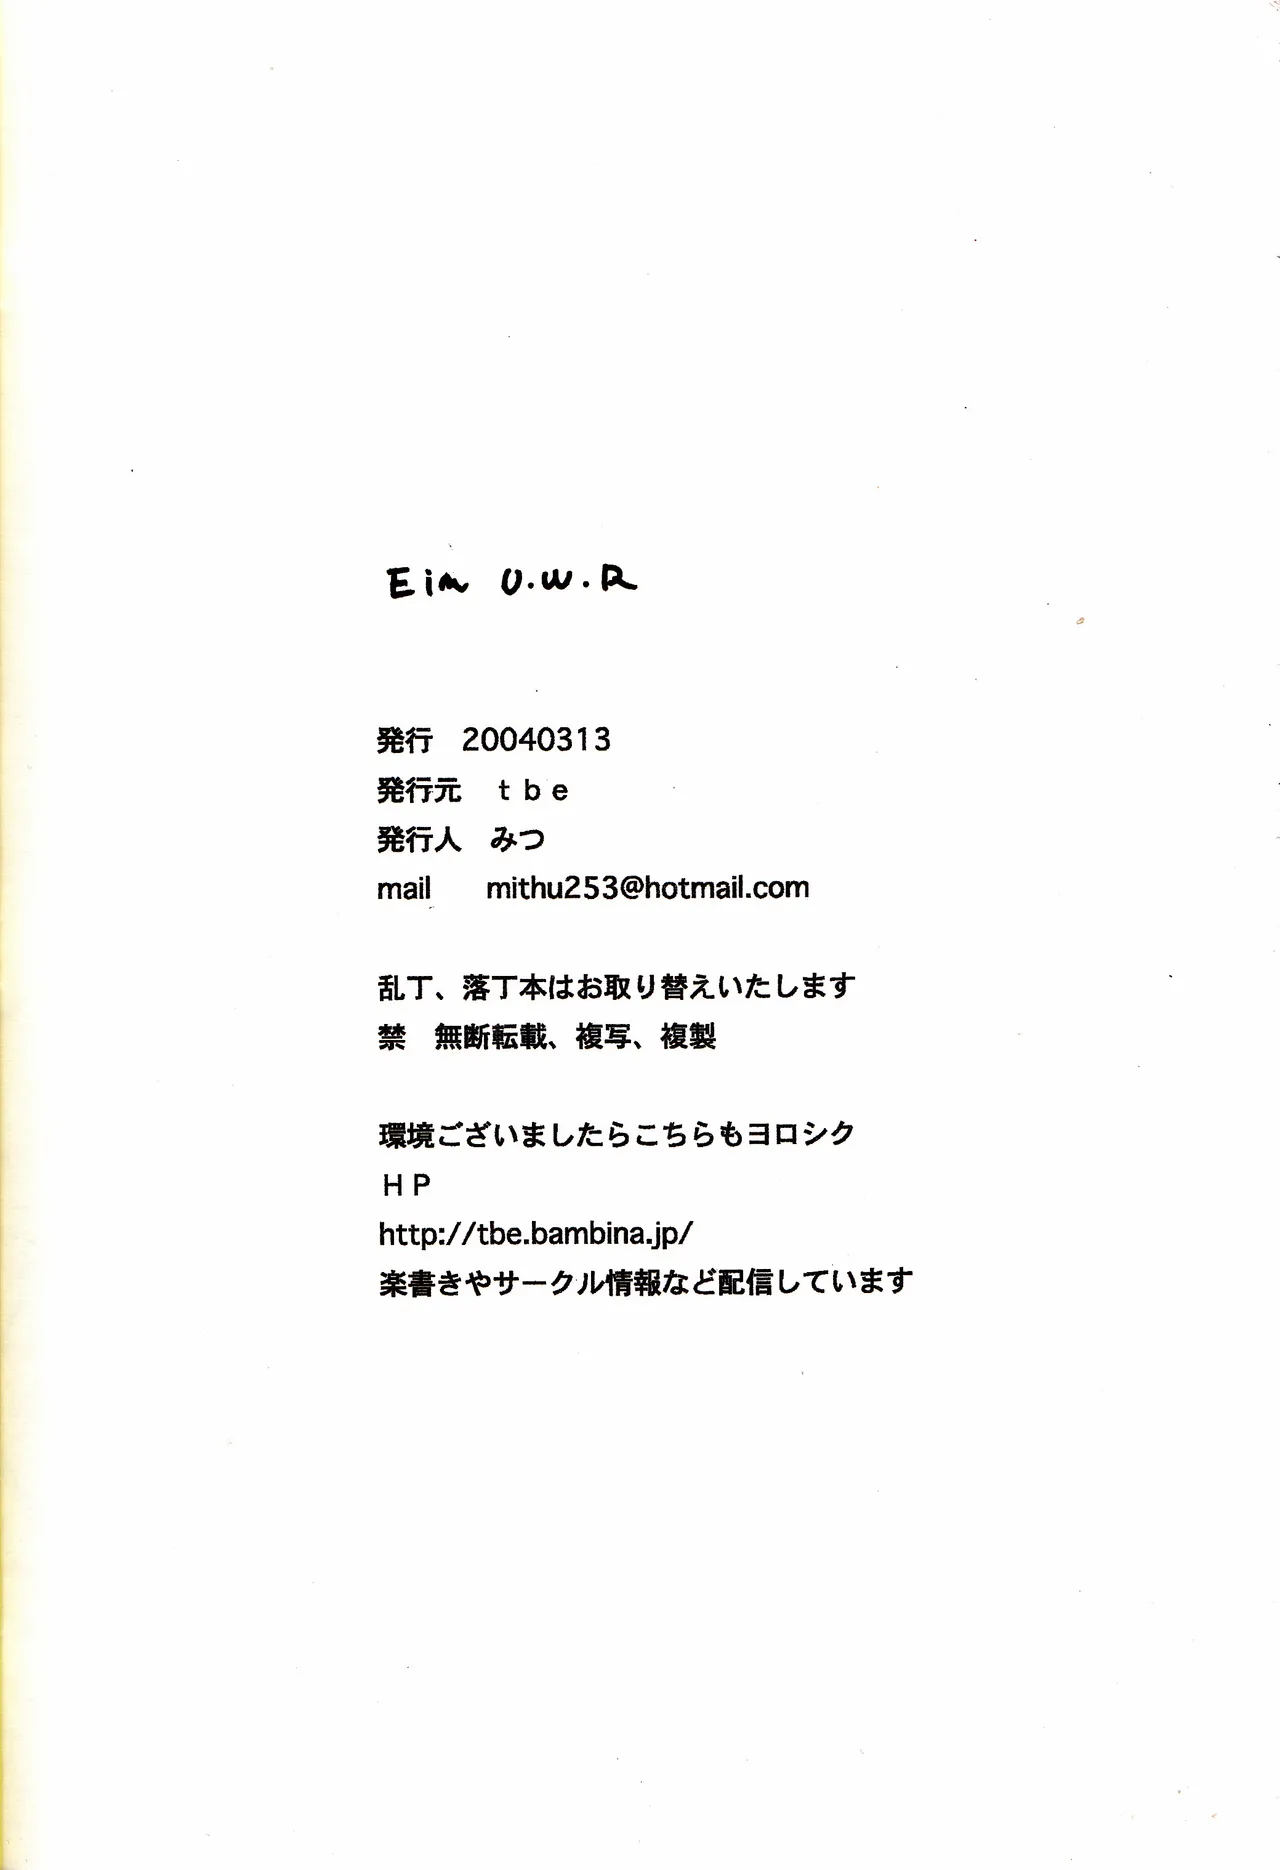 Eim U.W.R
発行　20040313
発行元　ｔｂｅ
発行人　みつ
mail　　mithu253@hotmail.com
乱丁、落丁本はお取り替えいたします
禁　無断転載、複写、複製
環境ございましたらこちらもヨロシク
ＨＰ
http://tbe.bambina.jp/
楽書きやサークル情報など配信しています